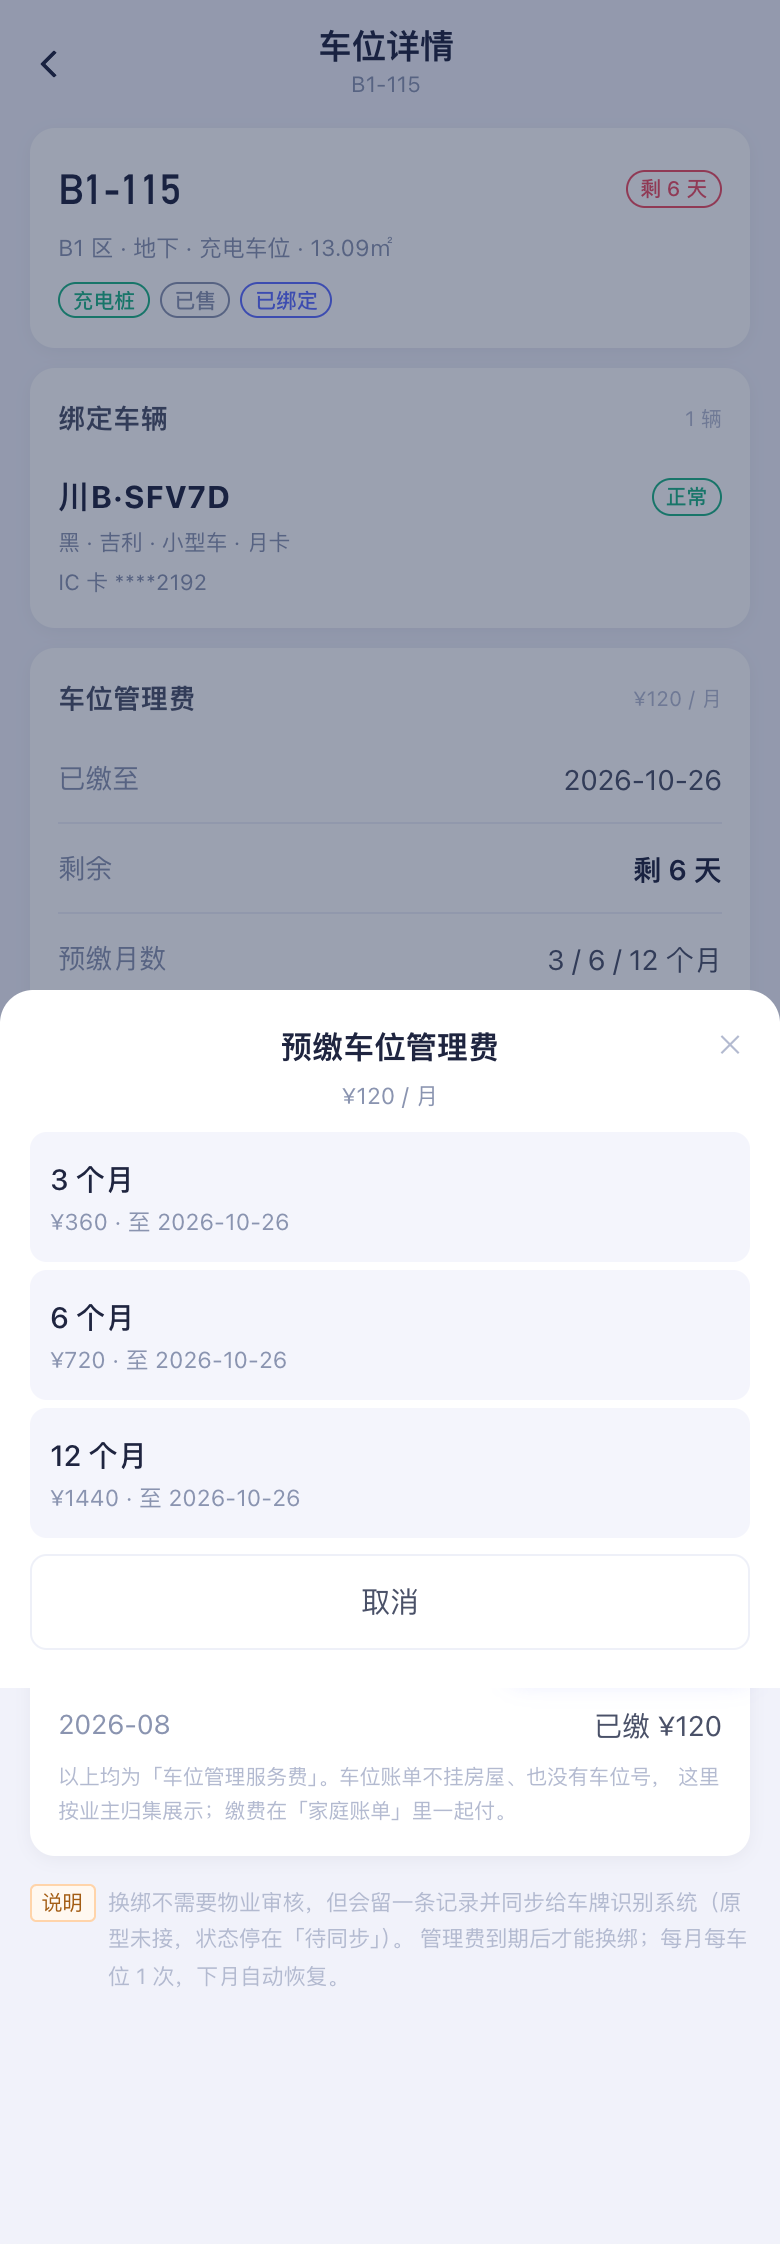 车位详情
B1-115
B1-115
剩 6 天
B1 区 · 地下 · 充电车位 · 13.09㎡
充电桩
已售
已绑定
绑定车辆
1 辆
川B·SFV7D
正常
黑 · 吉利 · 小型车 · 月卡
IC 卡 ****2192
车位管理费
¥120 / 月
已缴至
2026-10-26
剩余
剩 6 天
预缴月数
3 / 6 / 12 个月
预缴车位管理费
¥120 / 月
3 个月
¥360 · 至 2026-10-26
6 个月
¥720 · 至 2026-10-26
12 个月
¥1440 · 至 2026-10-26
取消
2026-08
已缴 ¥120
以上均为「车位管理服务费」。车位账单不挂房屋、也没有车位号， 这里
按业主归集展示；缴费在「家庭账单」里一起付。
说明
换绑不需要物业审核，但会留一条记录并同步给车牌识别系统（原
型未接，状态停在「待同步」）。 管理费到期后才能换绑；每月每车
位 1 次，下月自动恢复。